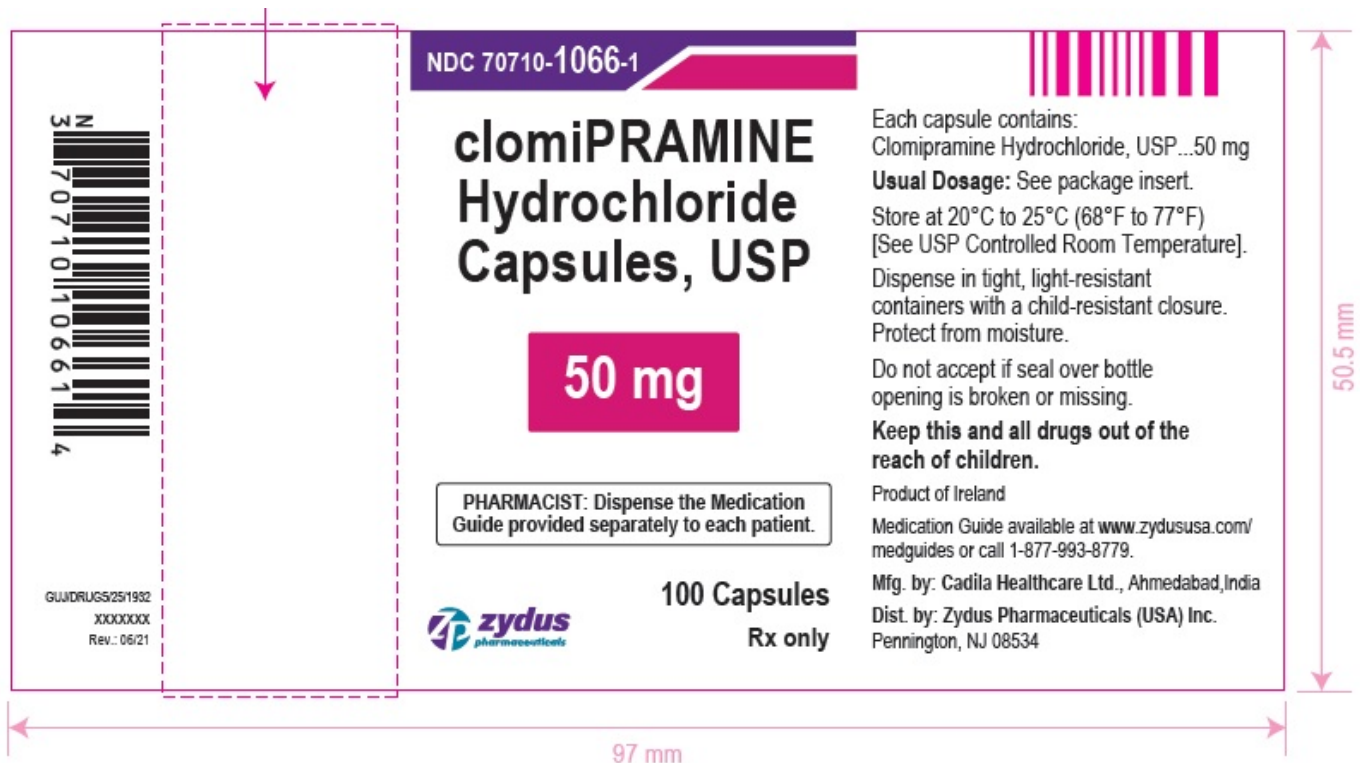 N
3
70710 10661
4
GUJ/DRUGS/25/1932
XXXXXXX
Rev.: 06/21
NDC 70710-1066-1
clomiPRAMINE
Hydrochloride
Capsules, USP
50 mg
PHARMACIST: Dispense the Medication
Guide provided separately to each patient.
zydus
pharmaceuticals
100 Capsules
Rx only
Each capsule contains:
Clomipramine Hydrochloride, USP...50 mg
Usual Dosage: See package insert.
Store at 20°C to 25°C (68°F to 77°F)
[See USP Controlled Room Temperature].
Dispense in tight, light-resistant
containers with a child-resistant closure.
Protect from moisture.
Do not accept if seal over bottle
opening is broken or missing.
Keep this and all drugs out of the
reach of children.
Product of Ireland
Medication Guide available at www.zydususa.com/
medguides or call 1-877-993-8779.
Mfg. by: Cadila Healthcare Ltd., Ahmedabad,India
Dist. by: Zydus Pharmaceuticals (USA) Inc.
Pennington, NJ 08534
50.5 mm
97 mm